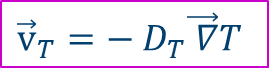 v⃗_T = − D_T ∇⃗T